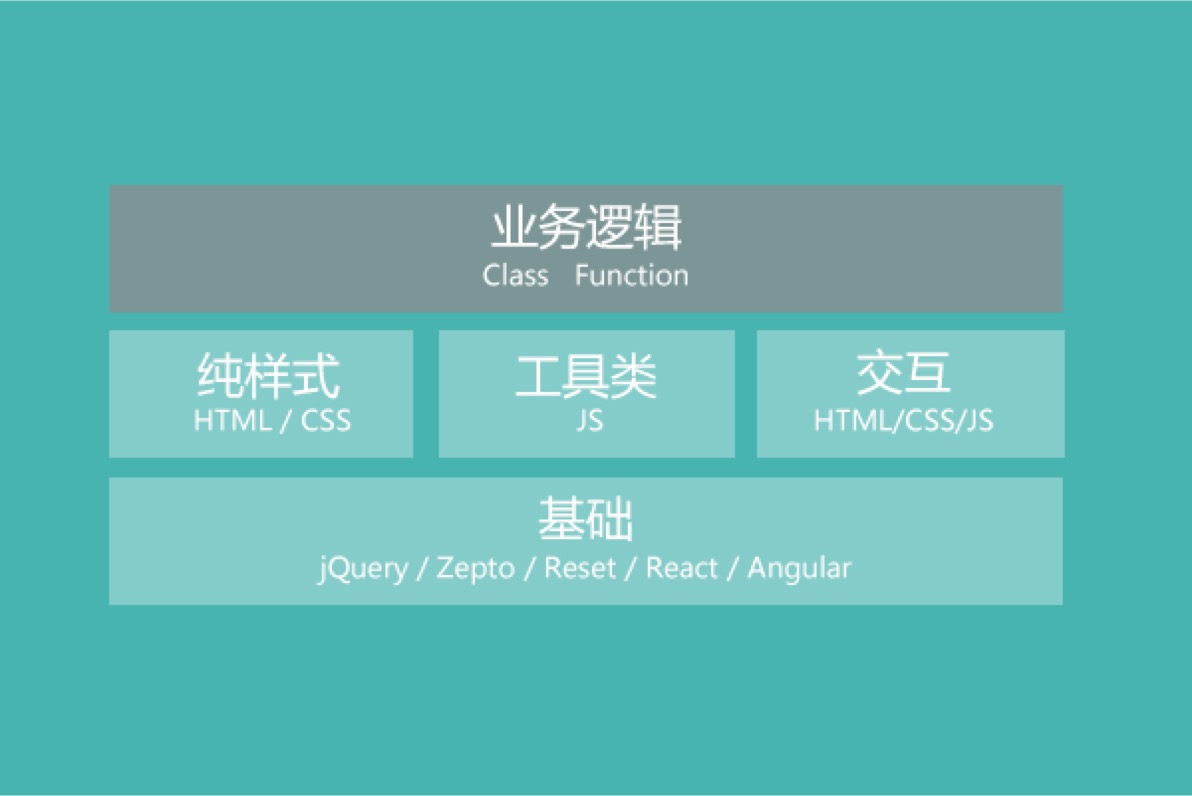 业务逻辑
Class Function
纯样式
HTML / CSS
工具类
JS
交互
HTML/CSS/JS
基础
jQuery / Zepto / Reset / React / Angular